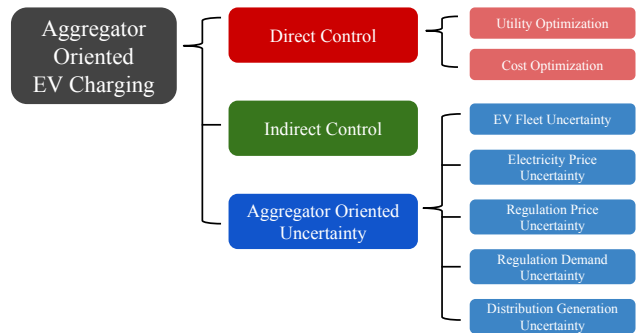 Aggregator
Oriented
EV Charging
Direct Control
Utility Optimization
Cost Optimization
Indirect Control
Aggregator Oriented
Uncertainty
EV Fleet Uncertainty
Electricity Price
Uncertainty
Regulation Price
Uncertainty
Regulation Demand
Uncertainty
Distribution Generation
Uncertainty